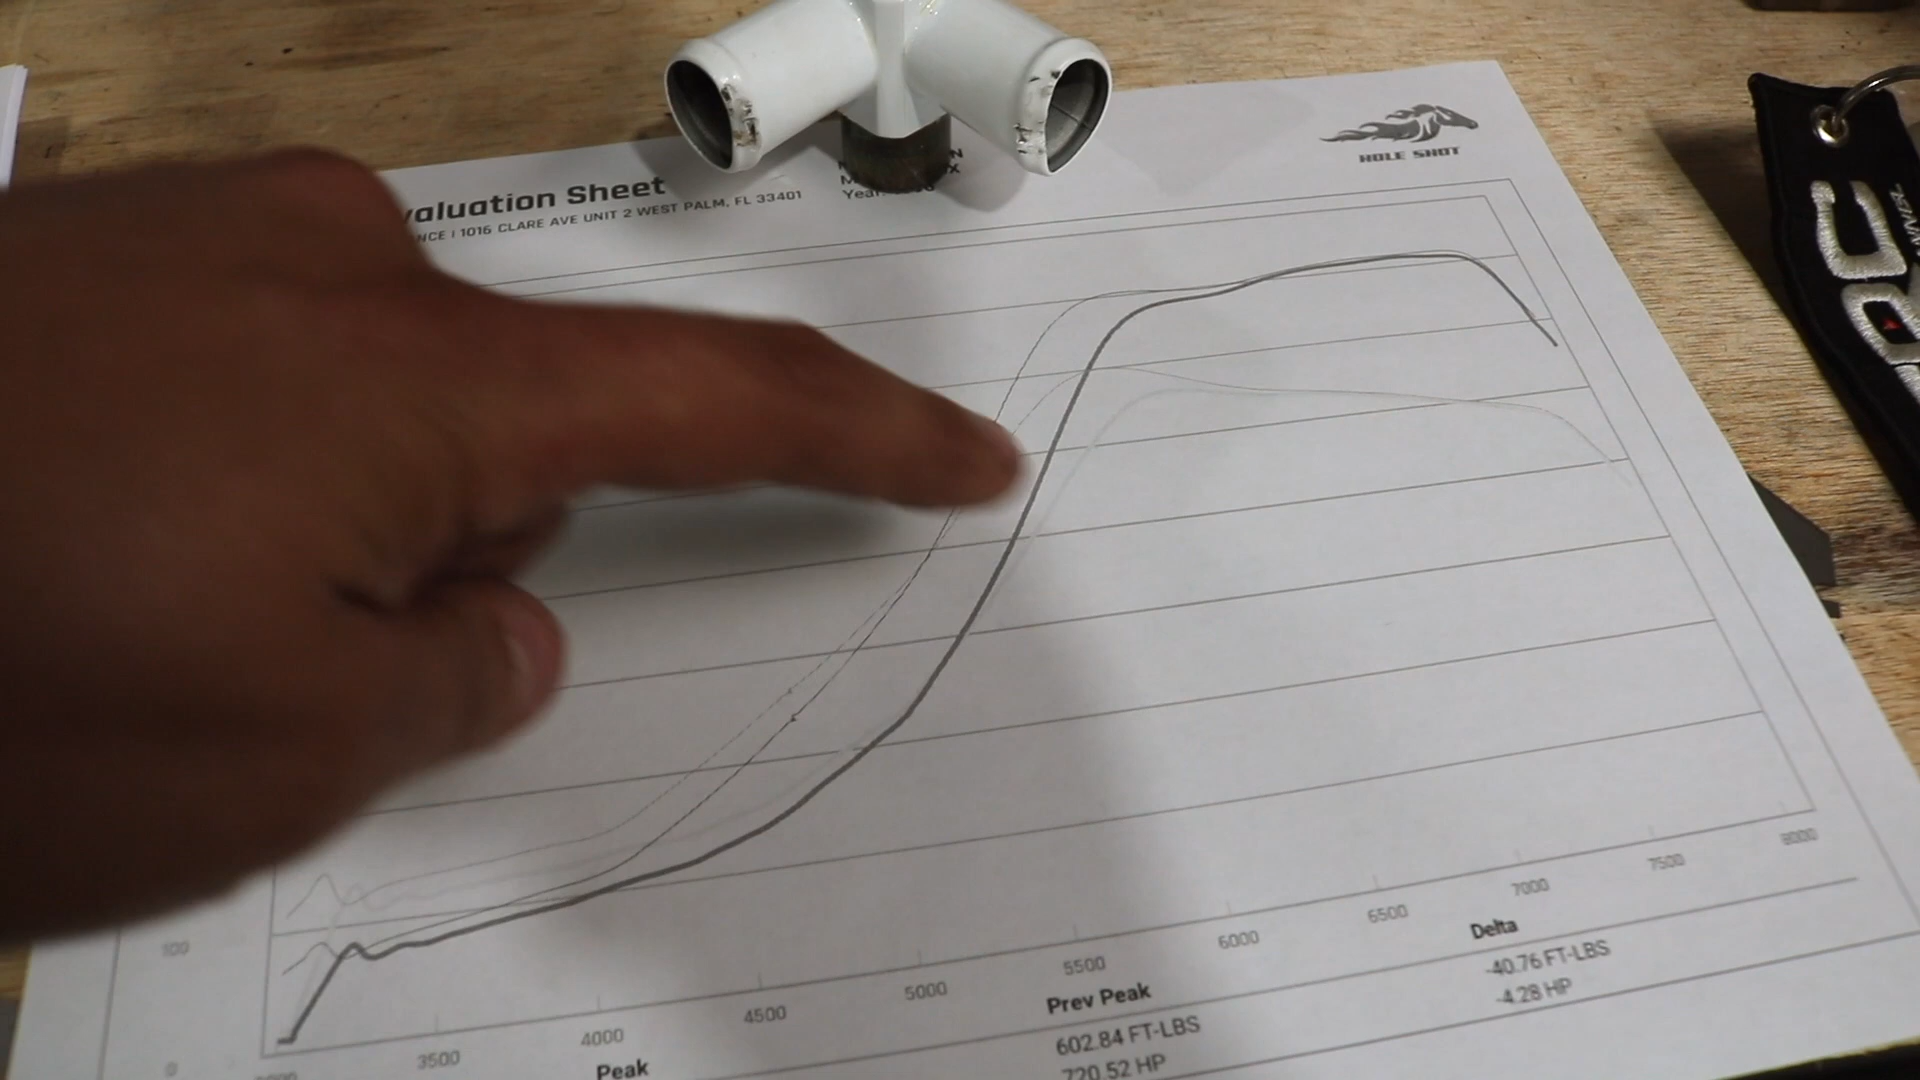 valuation Sheet
NCE | 1016 CLARE AVE UNIT 2 WEST PALM, FL 33401
Year
HOLE SHOT
100
0
3500
4000
4500
5000
5500
6000
6500
7000
7500
8000
Peak
Prev Peak
Delta
602.84 FT-LBS
-40.76 FT-LBS
720.52 HP
-4.28 HP